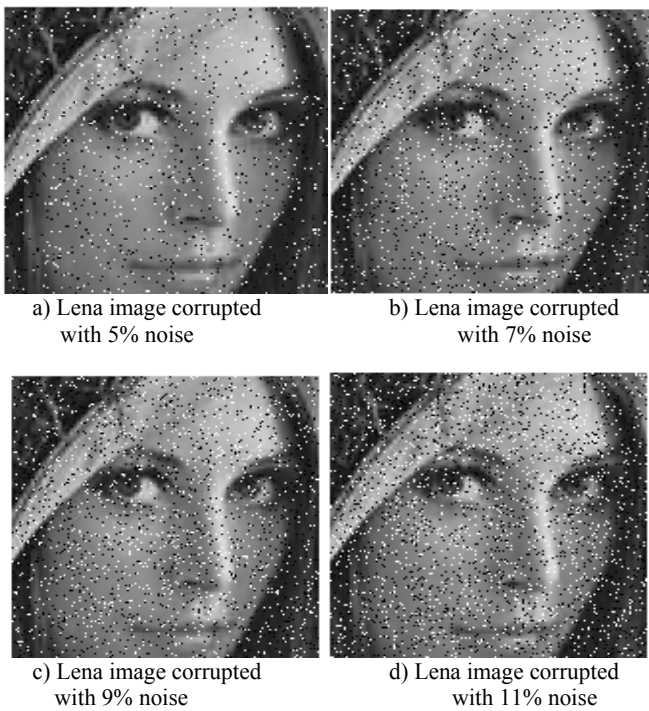 a) Lena image corrupted
with 5% noise
b) Lena image corrupted
with 7% noise
c) Lena image corrupted
with 9% noise
d) Lena image corrupted
with 11% noise